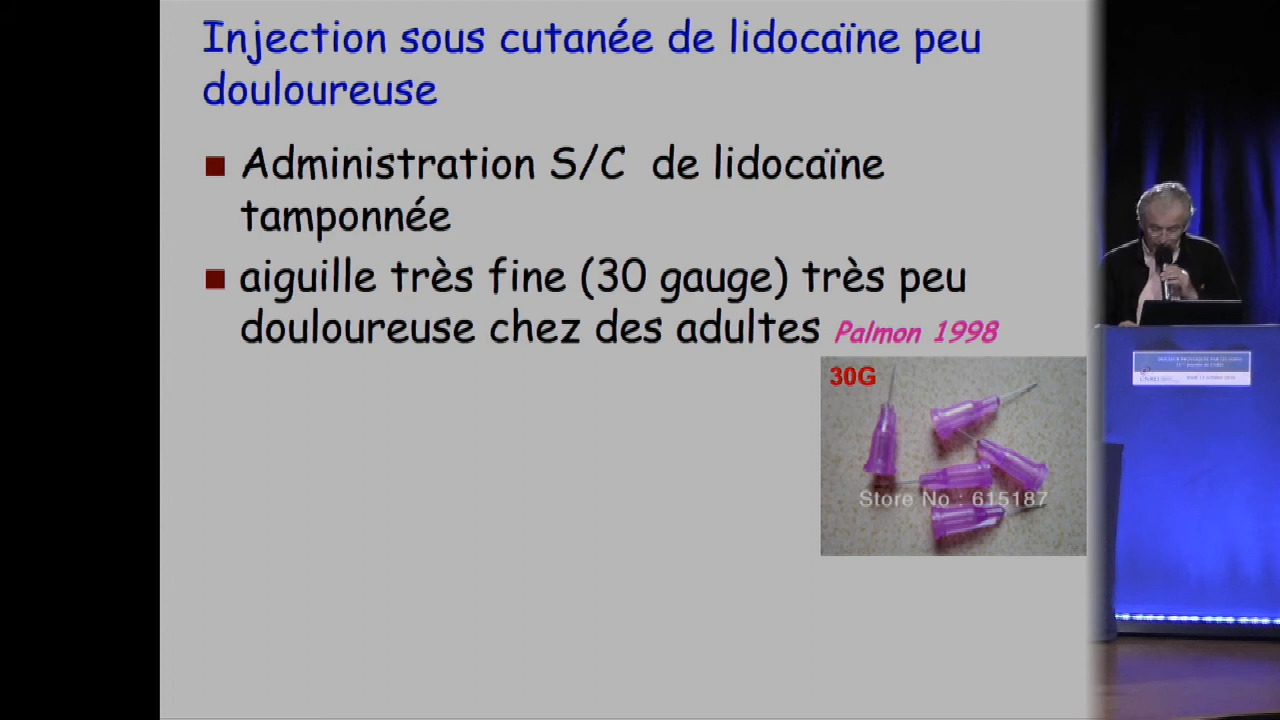 Injection sous cutanée de lidocaïne peu
douloureuse
Administration S/C de lidocaïne
tamponnée
aiguille très fine (30 gauge) très peu
douloureuse chez des adultes Palmon 1998
30G
Store No : 615187